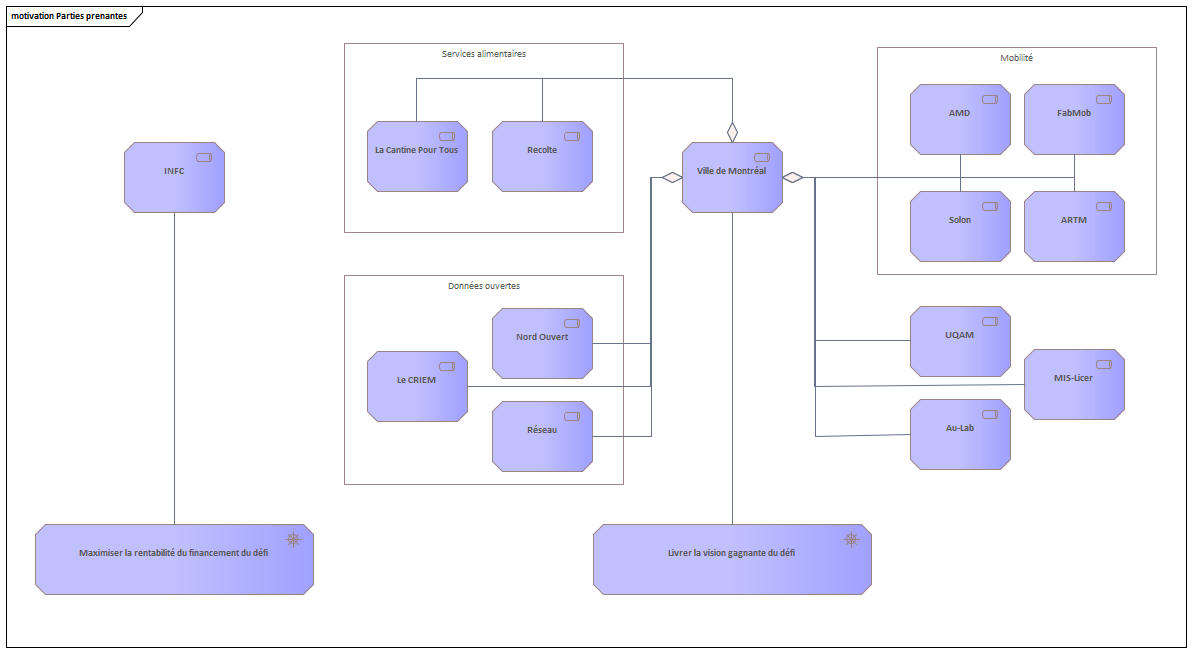 motivation Parties prenantes
Services alimentaires
Mobilité
La Cantine Pour Tous
Recolte
INFC
Ville de Montréal
AMD
FabMob
Solon
ARTM
Données ouvertes
Nord Ouvert
Le CRIEM
Réseau
UQAM
MIS-Licer
Au-Lab
Maximiser la rentabilité du financement du défi
Livrer la vision gagnante du défi